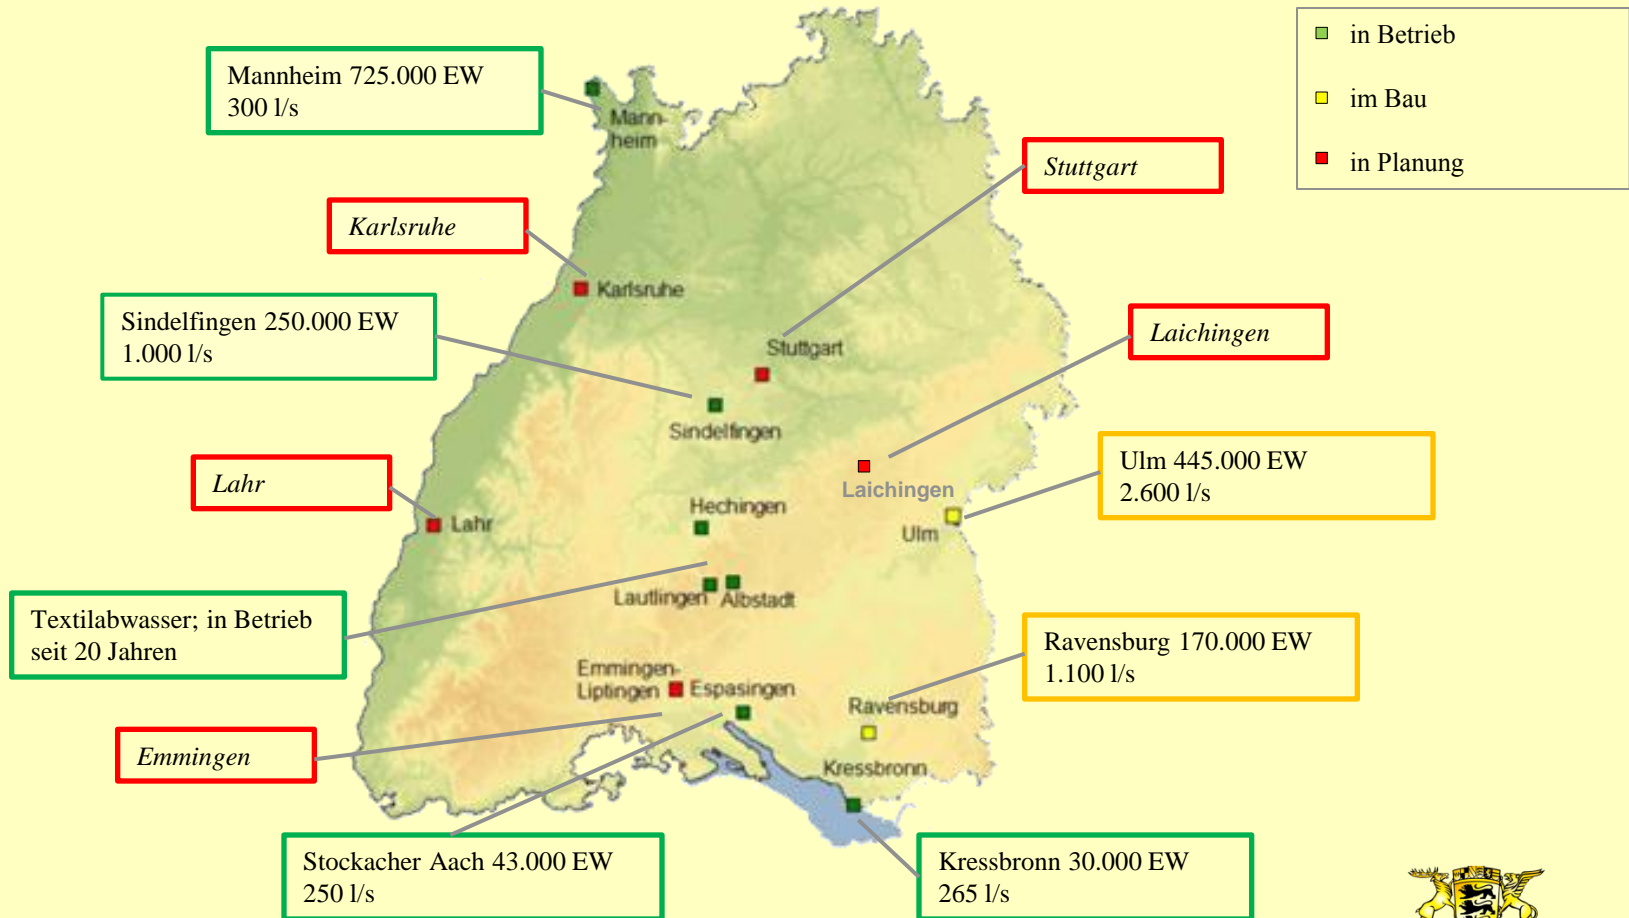 in Betrieb
im Bau
in Planung
Mannheim 725.000 EW
300 l/s
Mann-
heim
Stuttgart
Karlsruhe
Karlsruhe
Sindelfingen 250.000 EW
1.000 l/s
Laichingen
Stuttgart
Sindelfingen
Ulm 445.000 EW
2.600 l/s
Lahr
Laichingen
Hechingen
Lahr
Ulm
Lautlingen
Albstadt
Textilabwasser; in Betrieb
seit 20 Jahren
Ravensburg 170.000 EW
1.100 l/s
Emmingen-
Liptingen
Espasingen
Ravensburg
Emmingen
Kressbronn
Stockacher Aach 43.000 EW
250 l/s
Kressbronn 30.000 EW
265 l/s